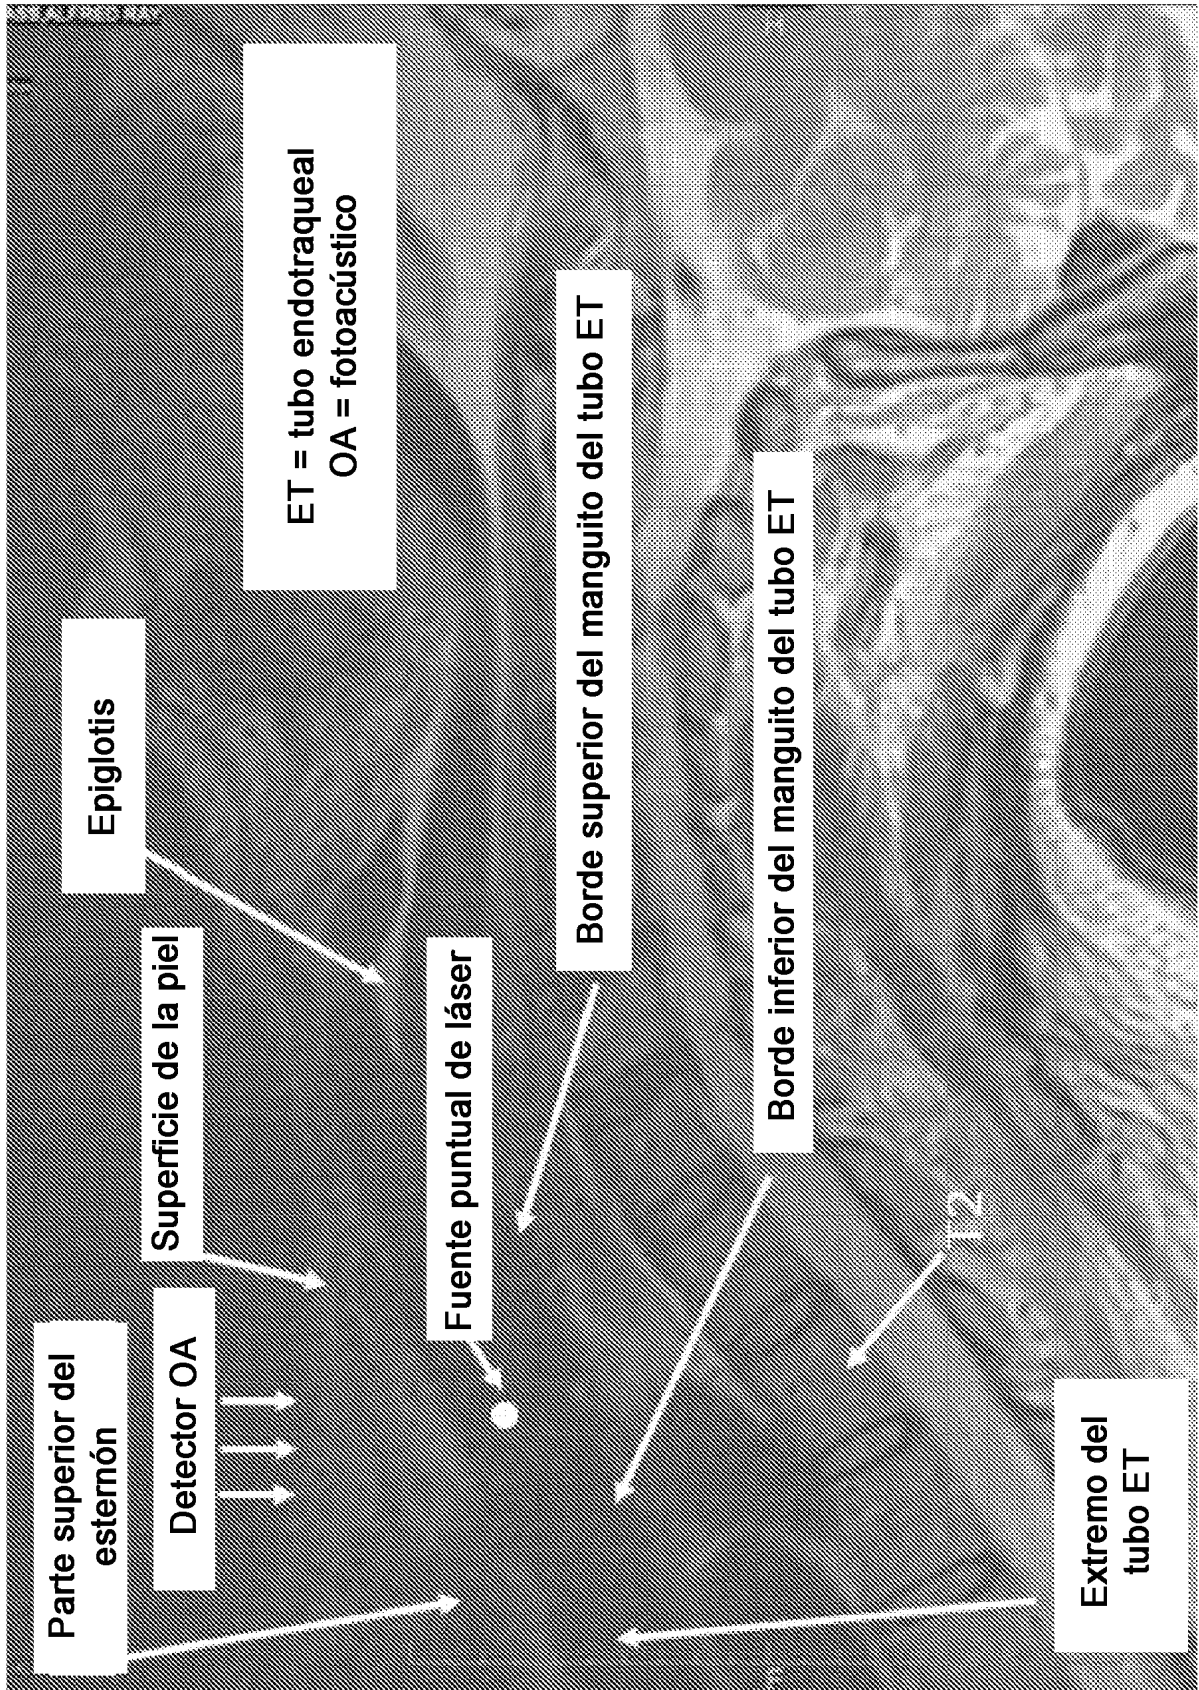 Parte superior del
esternón
Detector OA
Superficie de la piel
Epiglotis
ET = tubo endotraqueal
OA = fotoacústico
Fuente puntual de láser
Borde superior del manguito del tubo ET
Borde inferior del manguito del tubo ET
T2
Extremo del
tubo ET